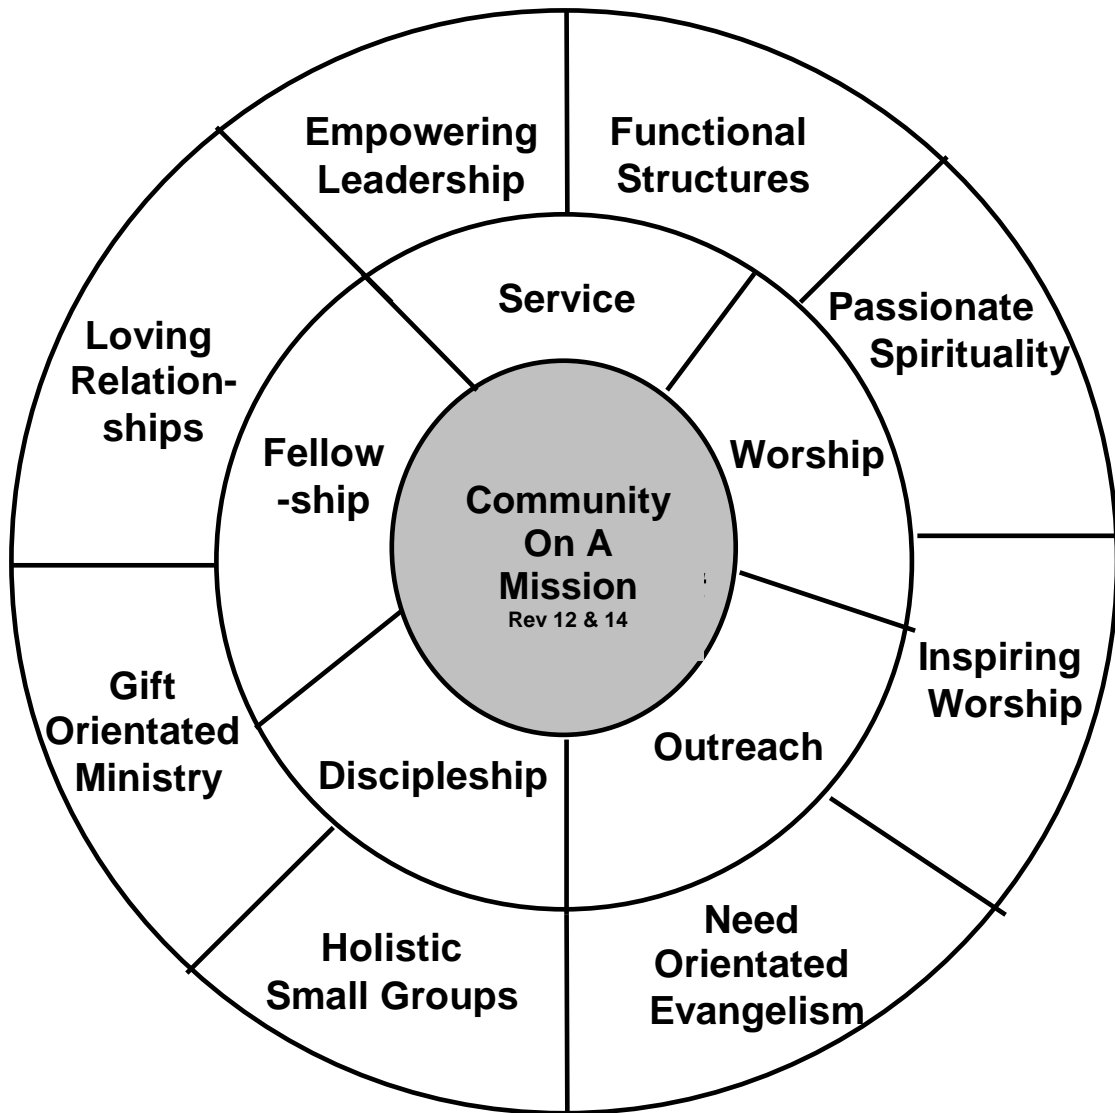 Empowering
Leadership
Functional
Structures
Passionate
Spirituality
Inspiring
Worship
Need
Orientated
Evangelism
Holistic
Small Groups
Gift
Orientated
Ministry
Loving
Relation-
ships
Service
Worship
Outreach
Discipleship
Fellow
-ship
Community
On A
Mission
Rev 12 & 14